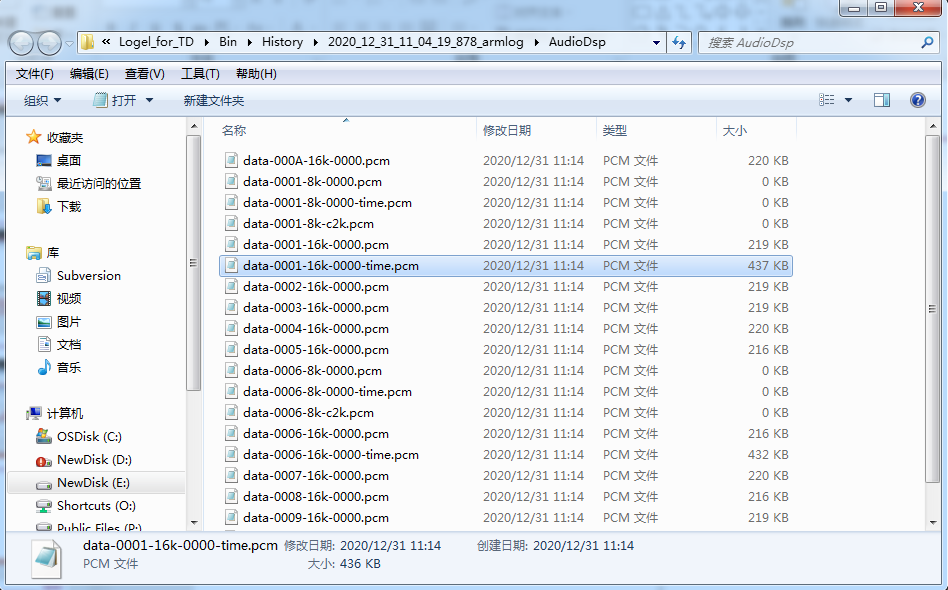 « Logel_for_TD ▸ Bin ▸ History ▸ 2020_12_31_11_04_19_878_armlog ▸ AudioDsp 搜索 AudioDsp
文件(F) 编辑(E) 查看(V) 工具(T) 帮助(H)
组织 打开 新建文件夹
收藏夹
桌面
最近访问的位置
下载
库
Subversion
视频
图片
文档
音乐
计算机
OSDisk (C:)
NewDisk (D:)
NewDisk (E:)
Shortcuts (O:)
Public Files (P:)
名称 修改日期 类型 大小
data-000A-16k-0000.pcm 2020/12/31 11:14 PCM 文件 220 KB
data-0001-8k-0000.pcm 2020/12/31 11:14 PCM 文件 0 KB
data-0001-8k-0000-time.pcm 2020/12/31 11:14 PCM 文件 0 KB
data-0001-8k-c2k.pcm 2020/12/31 11:14 PCM 文件 0 KB
data-0001-16k-0000.pcm 2020/12/31 11:14 PCM 文件 219 KB
data-0001-16k-0000-time.pcm 2020/12/31 11:14 PCM 文件 437 KB
data-0002-16k-0000.pcm 2020/12/31 11:14 PCM 文件 219 KB
data-0003-16k-0000.pcm 2020/12/31 11:14 PCM 文件 219 KB
data-0004-16k-0000.pcm 2020/12/31 11:14 PCM 文件 220 KB
data-0005-16k-0000.pcm 2020/12/31 11:14 PCM 文件 216 KB
data-0006-8k-0000.pcm 2020/12/31 11:14 PCM 文件 0 KB
data-0006-8k-0000-time.pcm 2020/12/31 11:14 PCM 文件 0 KB
data-0006-8k-c2k.pcm 2020/12/31 11:14 PCM 文件 0 KB
data-0006-16k-0000.pcm 2020/12/31 11:14 PCM 文件 216 KB
data-0006-16k-0000-time.pcm 2020/12/31 11:14 PCM 文件 432 KB
data-0007-16k-0000.pcm 2020/12/31 11:14 PCM 文件 220 KB
data-0008-16k-0000.pcm 2020/12/31 11:14 PCM 文件 216 KB
data-0009-16k-0000.pcm 2020/12/31 11:14 PCM 文件 219 KB
data-0001-16k-0000-time.pcm 修改日期: 2020/12/31 11:14 创建日期: 2020/12/31 11:14
PCM 文件 大小: 436 KB